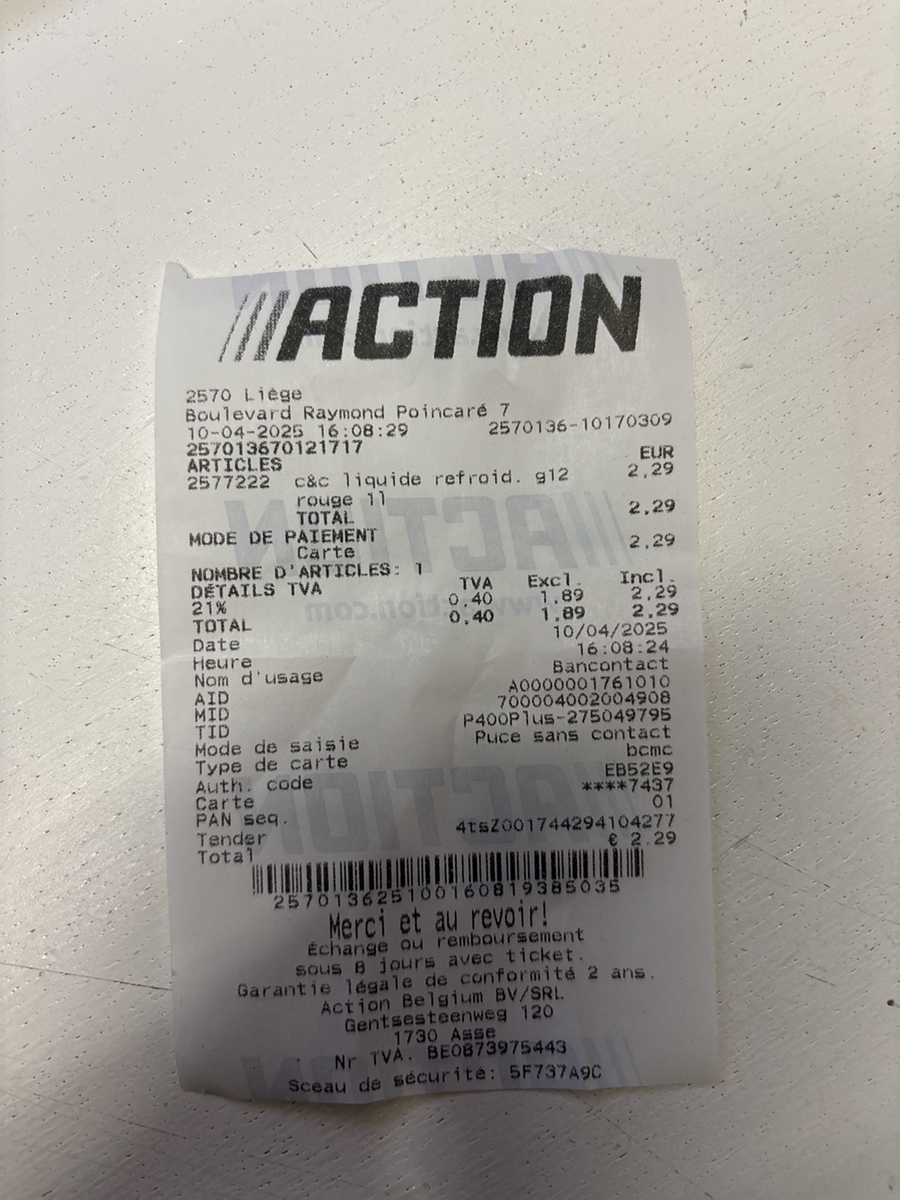 ACTION
2570 Liège
Boulevard Raymond Poincaré 7
10-04-2025 16:08:29 2570136-10170309
257013670121717
ARTICLES EUR
2577222 c&c liquide refroid. g12 2,29
rouge 1l
TOTAL 2,29
MODE DE PAIEMENT
Carte 2,29
NOMBRE D'ARTICLES: 1
DÉTAILS TVA TVA Excl. Incl.
21% 0,40 1,89 2,29
TOTAL 0,40 1,89 2,29
Date 10/04/2025
Heure 16:08:24
Nom d'usage Bancontact
AID A0000001761010
MID 700004002004908
TID P400Plus-275049795
Mode de saisie Puce sans contact
Type de carte bcmc
Auth. code EB52E9
Carte ****7437
PAN seq. 01
Tender 4tsZ001744294104277
Total € 2.29
257013625100160819385035
Merci et au revoir!
Échange ou remboursement
sous 8 jours avec ticket.
Garantie légale de conformité 2 ans.
Action Belgium BV/SRL
Gentsesteenweg 120
1730 Asse
Nr TVA. BE0873975443
Sceau de sécurité: 5F737A9C